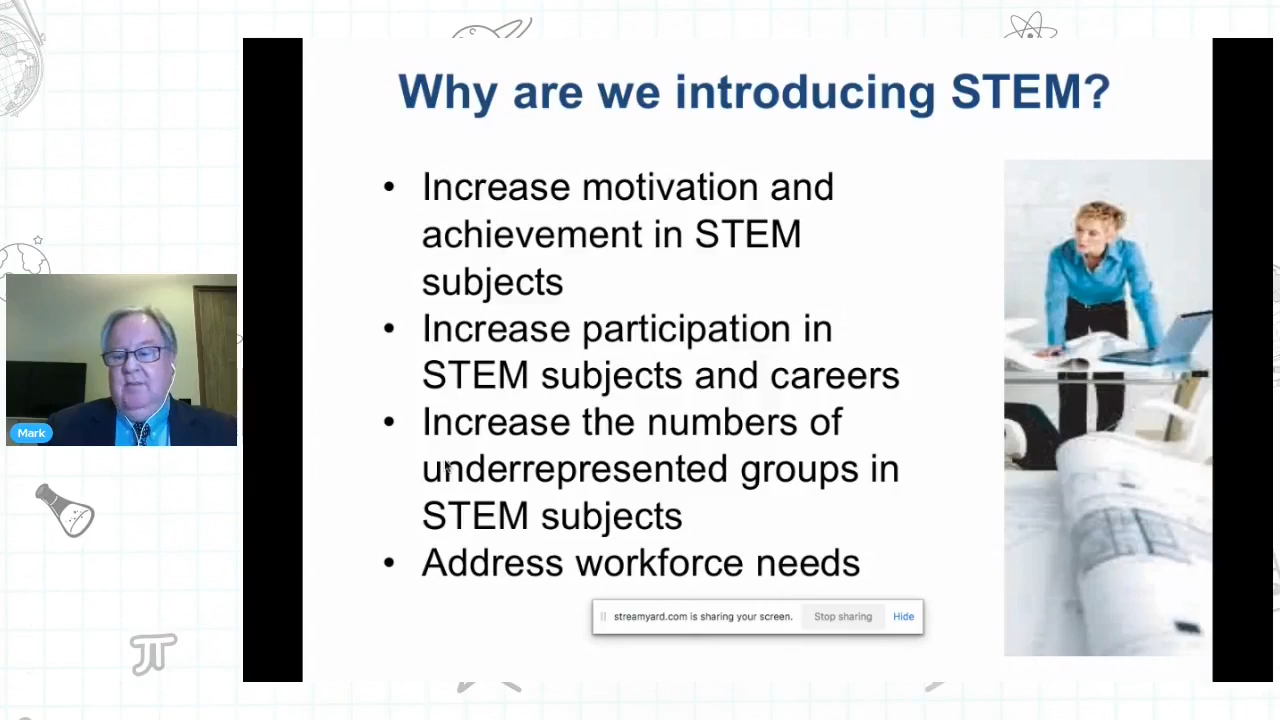 Why are we introducing STEM?
• Increase motivation and
achievement in STEM
subjects
• Increase participation in
STEM subjects and careers
• Increase the numbers of
underrepresented groups in
STEM subjects
• Address workforce needs
Mark
streamyard.com is sharing your screen. Stop sharing Hide